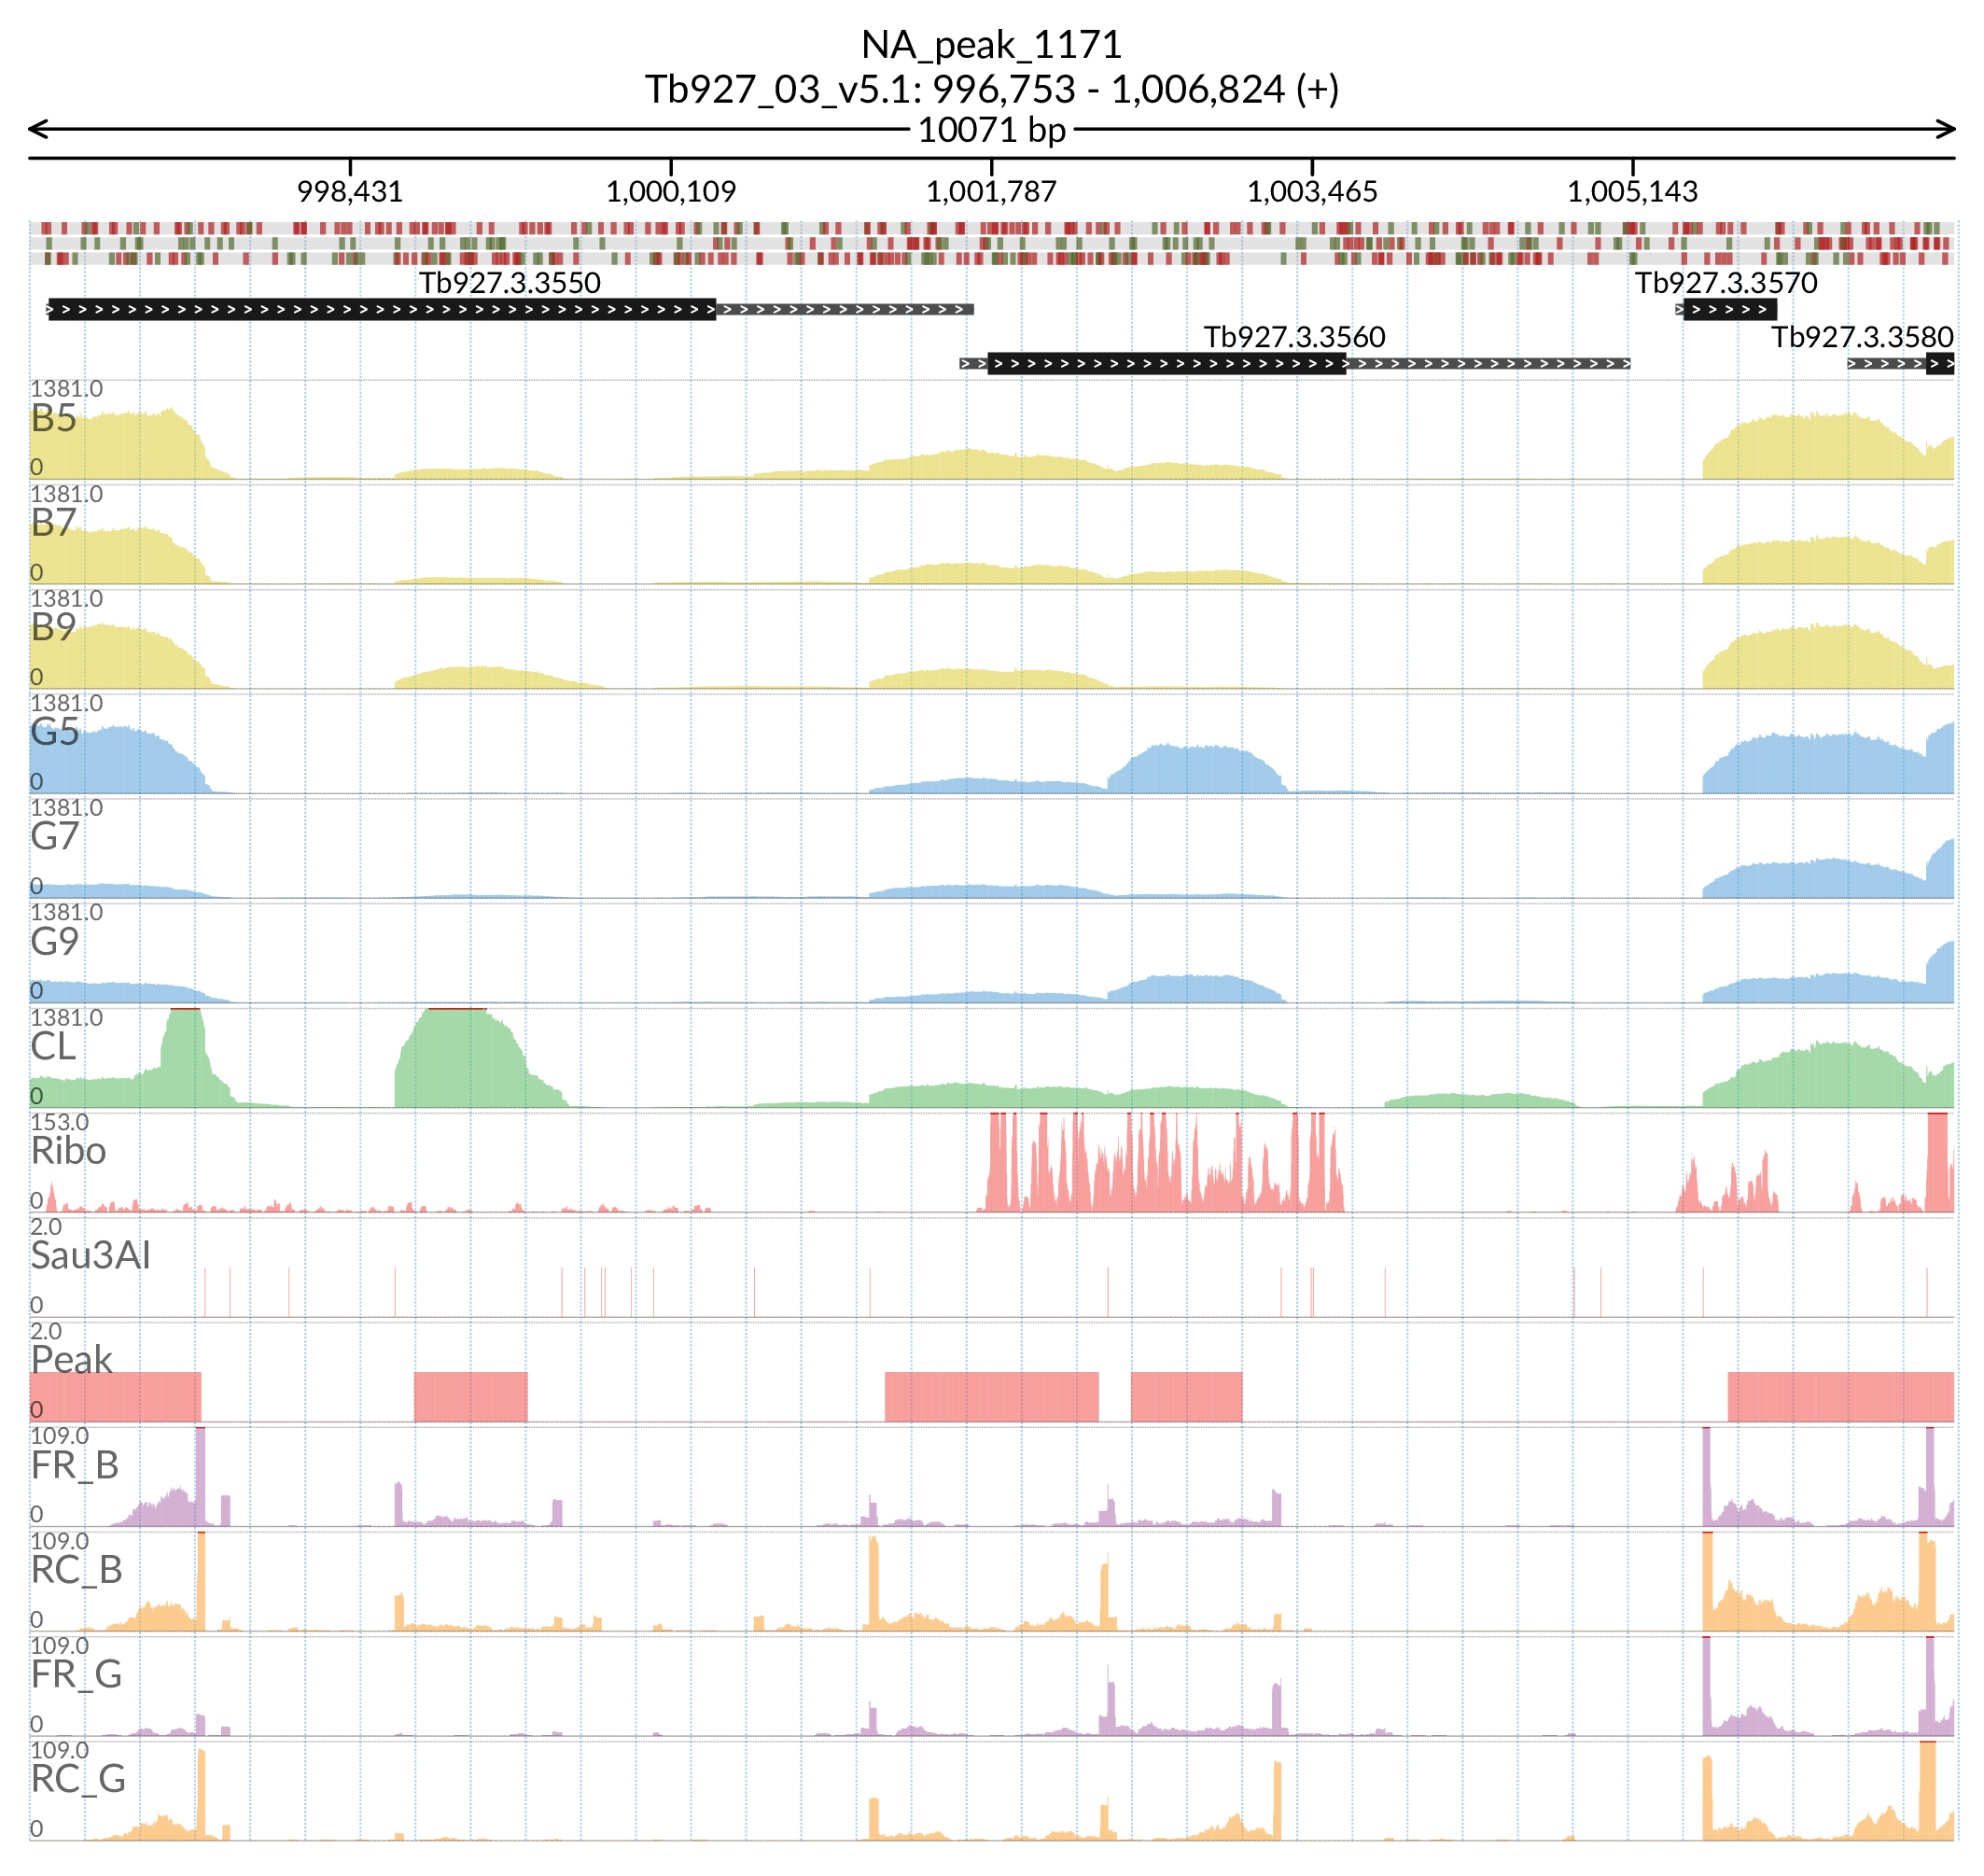 NA_peak_1171
Tb927_03_v5.1: 996,753 - 1,006,824 (+)
10071 bp
998,431 1,000,109 1,001,787 1,003,465 1,005,143
Tb927.3.3550 Tb927.3.3570
Tb927.3.3560 Tb927.3.3580
1381.0
B5
0
1381.0
B7
0
1381.0
B9
0
1381.0
G5
0
1381.0
G7
0
1381.0
G9
0
1381.0
CL
0
153.0
Ribo
0
2.0
Sau3AI
0
2.0
Peak
0
109.0
FR_B
0
109.0
RC_B
0
109.0
FR_G
0
109.0
RC_G
0